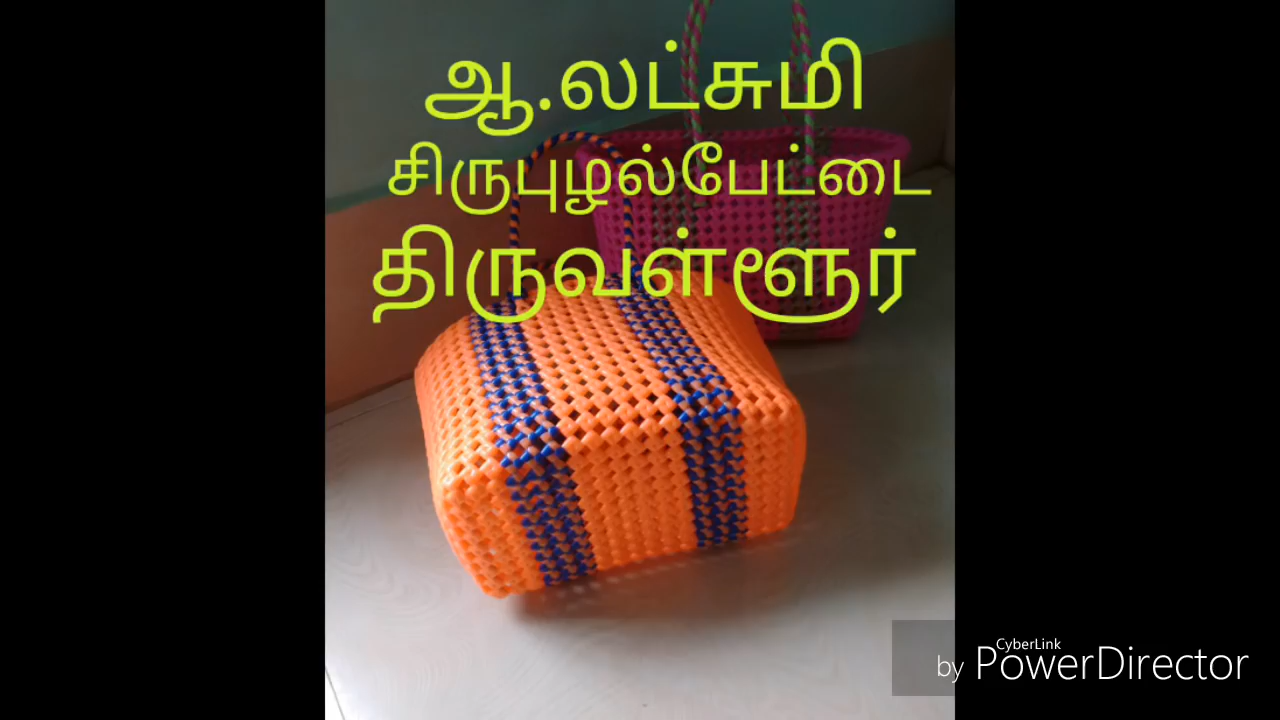 ஆ.லட்சுமி
சிருபுழல்பேட்டை
திருவள்ளூர்
CyberLink
by PowerDirector